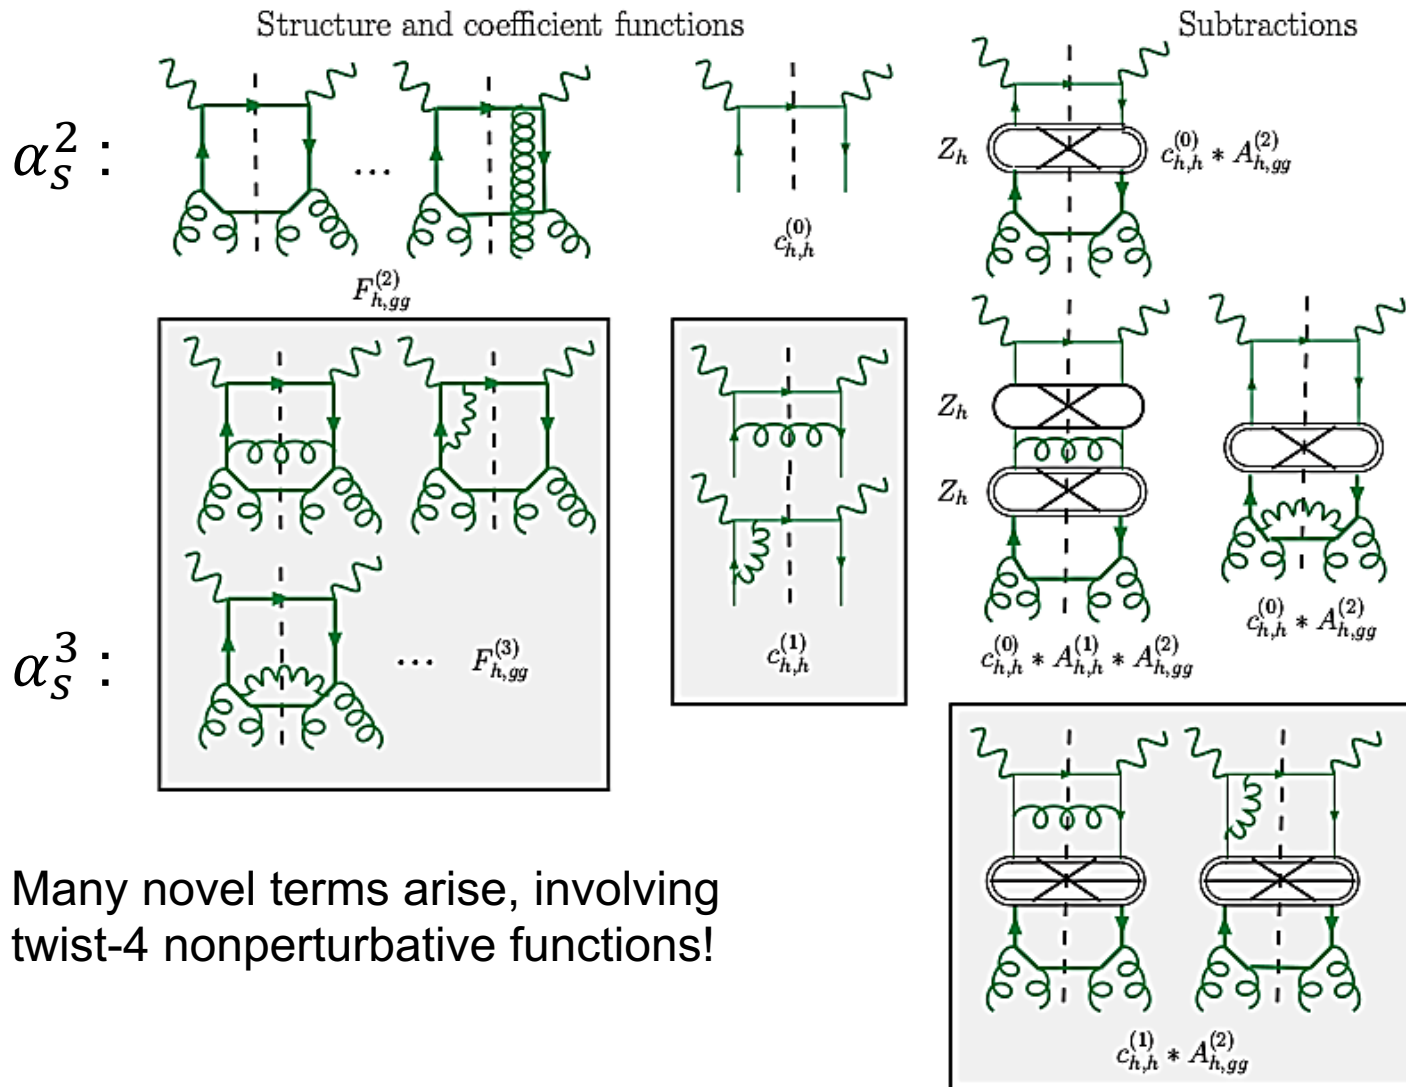 Structure and coefficient functions
Subtractions
$\alpha_s^2$ :
...
$F_{h,gg}^{(2)}$
$c_{h,h}^{(0)}$
$Z_h$
$c_{h,h}^{(0)} * A_{h,gg}^{(2)}$
$\alpha_s^3$ :
...
$F_{h,gg}^{(3)}$
$c_{h,h}^{(1)}$
$Z_h$
$Z_h$
$c_{h,h}^{(0)} * A_{h,h}^{(1)} * A_{h,gg}^{(2)}$
$c_{h,h}^{(0)} * A_{h,gg}^{(2)}$
$c_{h,h}^{(1)} * A_{h,gg}^{(2)}$
Many novel terms arise, involving
twist-4 nonperturbative functions!